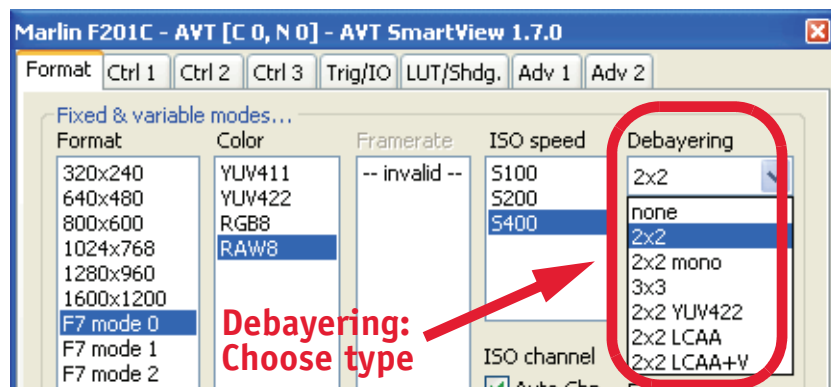 Marlin F201C - AVT [C 0, N 0] - AVT SmartView 1.7.0
Format Ctrl 1 Ctrl 2 Ctrl 3 Trig/IO LUT/Shdg. Adv 1 Adv 2
Fixed & variable modes...
Format Color Framerate ISO speed Debayering
320x240
640x480
800x600
1024x768
1280x960
1600x1200
F7 mode 0
F7 mode 1
F7 mode 2
YUV411
YUV422
RGB8
RAW8
-- invalid --
S100
S200
S400
2x2
none
2x2
2x2 mono
3x3
2x2 YUV422
2x2 LCAA
2x2 LCAA+V
Debayering:
Choose type
ISO channel